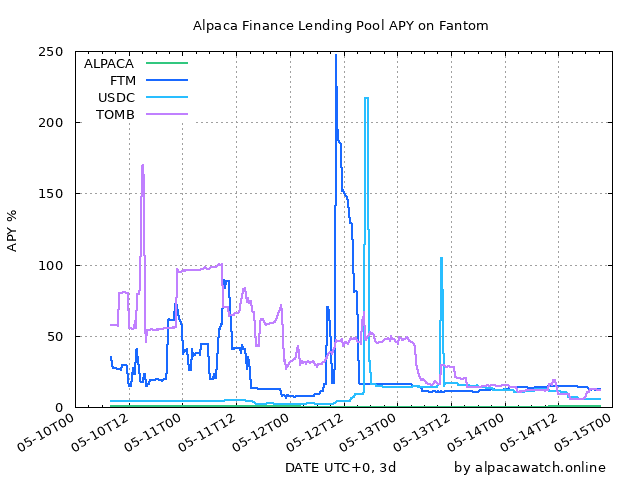 Alpaca Finance Lending Pool APY on Fantom
250
200
150
100
50
0
APY %
ALPACA
FTM
USDC
TOMB
05-10T00
05-10T12
05-11T00
05-11T12
05-12T00
05-12T12
05-13T00
05-13T12
05-14T00
05-14T12
05-15T00
DATE UTC+0, 3d
by alpacawatch.online